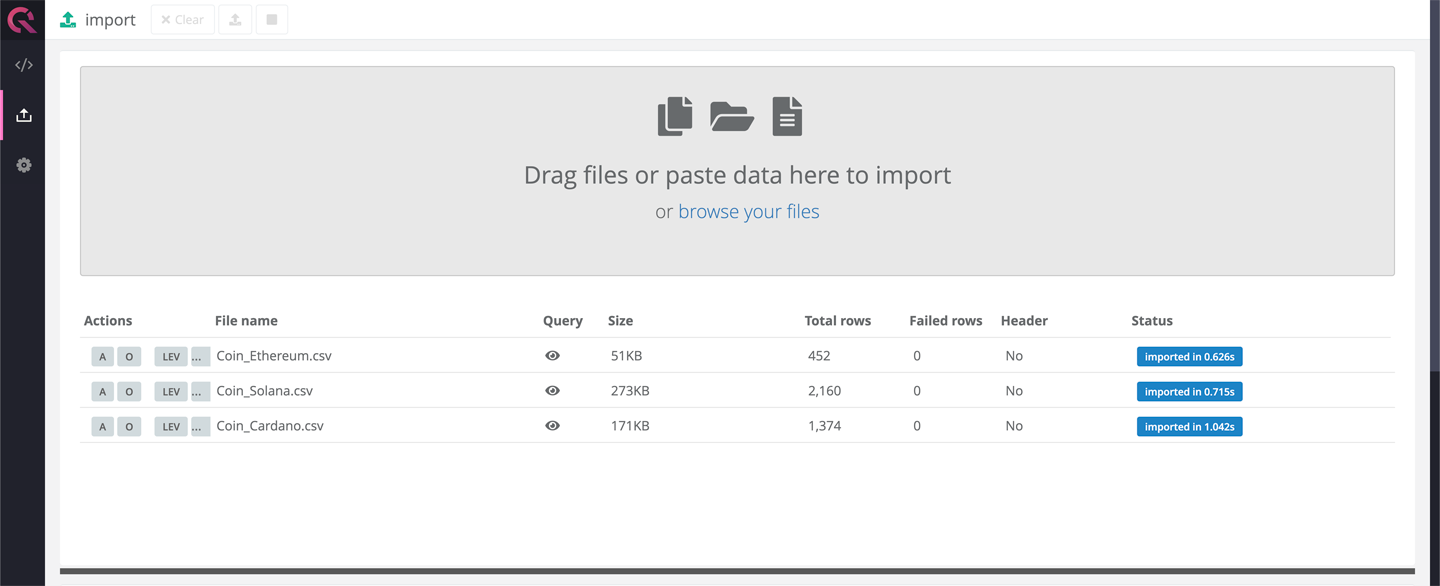 import × Clear
</>
Drag files or paste data here to import
or browse your files
Actions File name Query Size Total rows Failed rows Header Status
A O LEV ... Coin_Ethereum.csv 51KB 452 0 No imported in 0.626s
A O LEV ... Coin_Solana.csv 273KB 2,160 0 No imported in 0.715s
A O LEV ... Coin_Cardano.csv 171KB 1,374 0 No imported in 1.042s